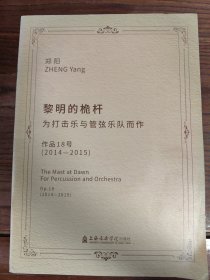 郑阳
ZHENG Yang
黎明的桅杆
为打击乐与管弦乐队而作
作品18号
(2014—2015)
The Mast at Dawn
For Percussion and Orchestra
Op.18
(2014—2015)
上海音乐学院出版社